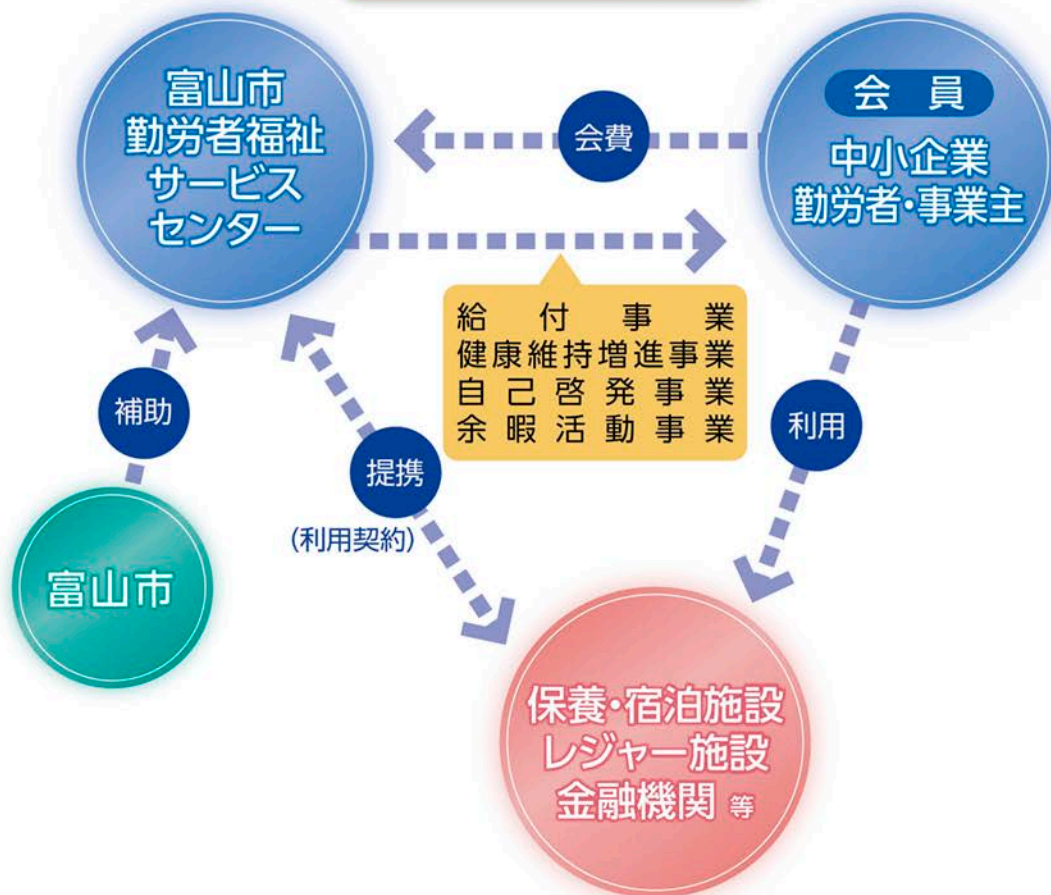 富山市
勤労者福祉
サービス
センター
会費
会 員
中小企業
勤労者・事業主
給付事業
健康維持増進事業
自己啓発事業
余暇活動事業
補助
提携
(利用契約)
利用
富山市
保養・宿泊施設
レジャー施設
金融機関 等